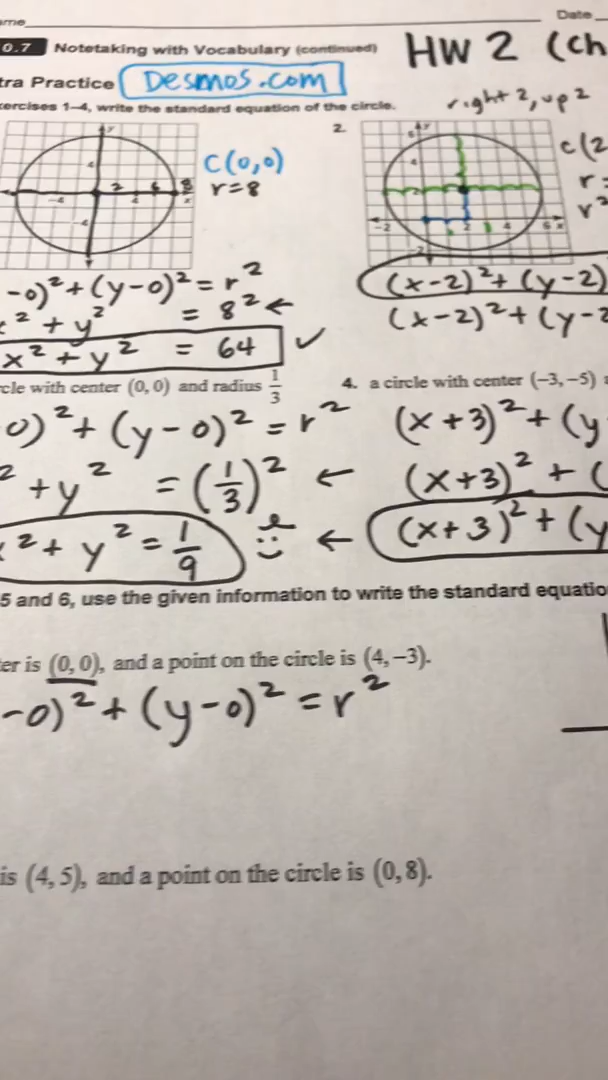 Date
0.7 Notetaking with Vocabulary (continued)
HW 2 (Ch
tra Practice Desmos.com
ercises 1–4, write the standard equation of the circle.
right 2, up 2
2.
C(0,0)
r=8
C(2
r=
r²
-0)²+(y-0)²=r²
² + y² = 8² ←
x² + y² = 64 ✓
(x-2)²+(y-2)
(x-2)²+(y-2
rcle with center (0, 0) and radius 1/3
4. a circle with center (−3, −5)
0)²+(y-0)²=r²
² + y² = (1/3)² ←
²+ y² = 1/9
(x+3)²+(y
(x+3)² + (
← (x+3)²+(y
5 and 6, use the given information to write the standard equatio
ter is (0, 0), and a point on the circle is (4, −3).
-0)²+(y-0)²=r²
is (4, 5), and a point on the circle is (0, 8).